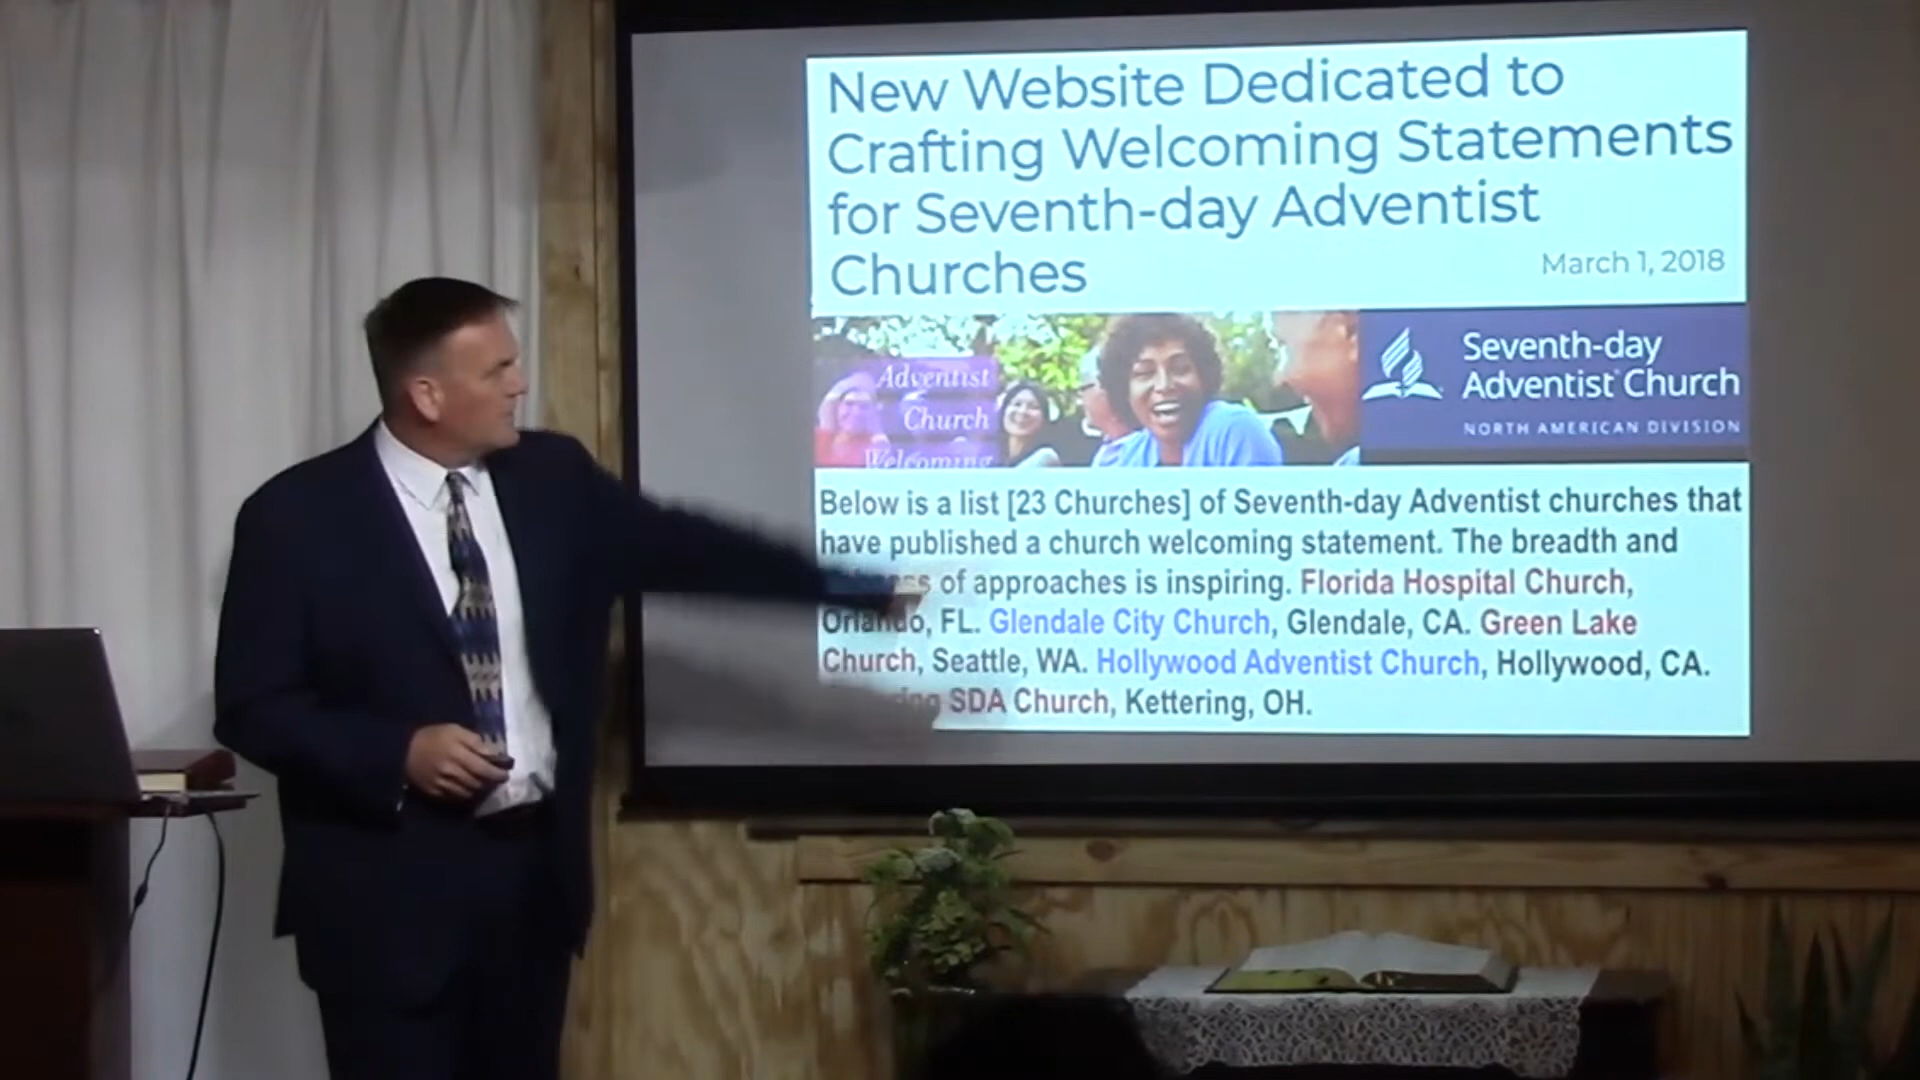 New Website Dedicated to
Crafting Welcoming Statements
for Seventh-day Adventist
Churches
March 1, 2018
Adventist
Church
Welcoming
Seventh-day
Adventist Church
NORTH AMERICAN DIVISION
Below is a list [23 Churches] of Seventh-day Adventist churches that
have published a church welcoming statement. The breadth and
of approaches is inspiring. Florida Hospital Church,
Orlando, FL. Glendale City Church, Glendale, CA. Green Lake
Church, Seattle, WA. Hollywood Adventist Church, Hollywood, CA.
SDA Church, Kettering, OH.